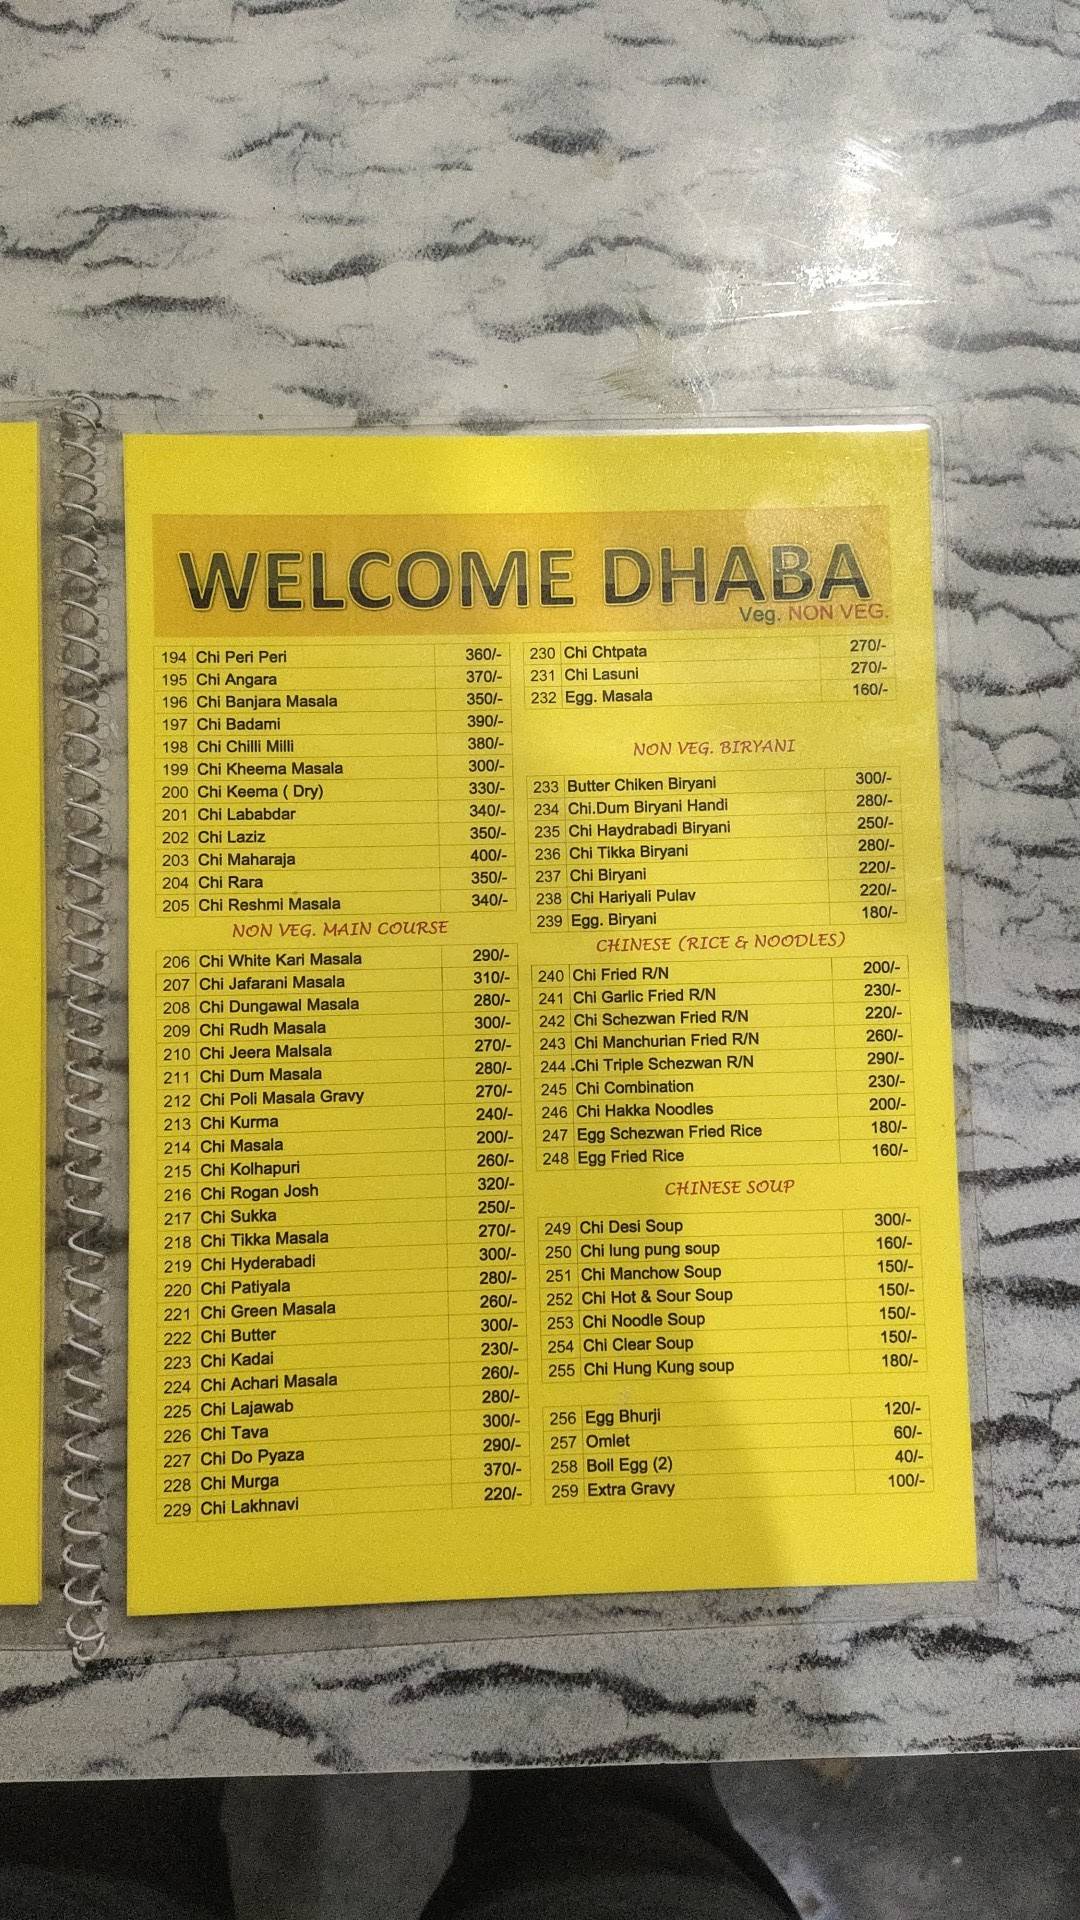 WELCOME DHABA
Veg. NON VEG.
194 Chi Peri Peri 360/-
195 Chi Angara 370/-
196 Chi Banjara Masala 350/-
197 Chi Badami 390/-
198 Chi Chilli Milli 380/-
199 Chi Kheema Masala 300/-
200 Chi Keema ( Dry) 330/-
201 Chi Lababdar 340/-
202 Chi Laziz 350/-
203 Chi Maharaja 400/-
204 Chi Rara 350/-
205 Chi Reshmi Masala 340/-
NON VEG. MAIN COURSE
206 Chi White Kari Masala 290/-
207 Chi Jafarani Masala 310/-
208 Chi Dungawal Masala 280/-
209 Chi Rudh Masala 300/-
210 Chi Jeera Malsala 270/-
211 Chi Dum Masala 280/-
212 Chi Poli Masala Gravy 270/-
213 Chi Kurma 240/-
214 Chi Masala 200/-
215 Chi Kolhapuri 260/-
216 Chi Rogan Josh 320/-
217 Chi Sukka 250/-
218 Chi Tikka Masala 270/-
219 Chi Hyderabadi 300/-
220 Chi Patiyala 280/-
221 Chi Green Masala 260/-
222 Chi Butter 300/-
223 Chi Kadai 230/-
224 Chi Achari Masala 260/-
225 Chi Lajawab 280/-
226 Chi Tava 300/-
227 Chi Do Pyaza 290/-
228 Chi Murga 370/-
229 Chi Lakhnavi 220/-
230 Chi Chtpata 270/-
231 Chi Lasuni 270/-
232 Egg. Masala 160/-
NON VEG. BIRYANI
233 Butter Chiken Biryani 300/-
234 Chi.Dum Biryani Handi 280/-
235 Chi Haydrabadi Biryani 250/-
236 Chi Tikka Biryani 280/-
237 Chi Biryani 220/-
238 Chi Hariyali Pulav 220/-
239 Egg. Biryani 180/-
CHINESE (RICE & NOODLES)
240 Chi Fried R/N 200/-
241 Chi Garlic Fried R/N 230/-
242 Chi Schezwan Fried R/N 220/-
243 Chi Manchurian Fried R/N 260/-
244 .Chi Triple Schezwan R/N 290/-
245 Chi Combination 230/-
246 Chi Hakka Noodles 200/-
247 Egg Schezwan Fried Rice 180/-
248 Egg Fried Rice 160/-
CHINESE SOUP
249 Chi Desi Soup 300/-
250 Chi lung pung soup 160/-
251 Chi Manchow Soup 150/-
252 Chi Hot & Sour Soup 150/-
253 Chi Noodle Soup 150/-
254 Chi Clear Soup 150/-
255 Chi Hung Kung soup 180/-
256 Egg Bhurji 120/-
257 Omlet 60/-
258 Boil Egg (2) 40/-
259 Extra Gravy 100/-